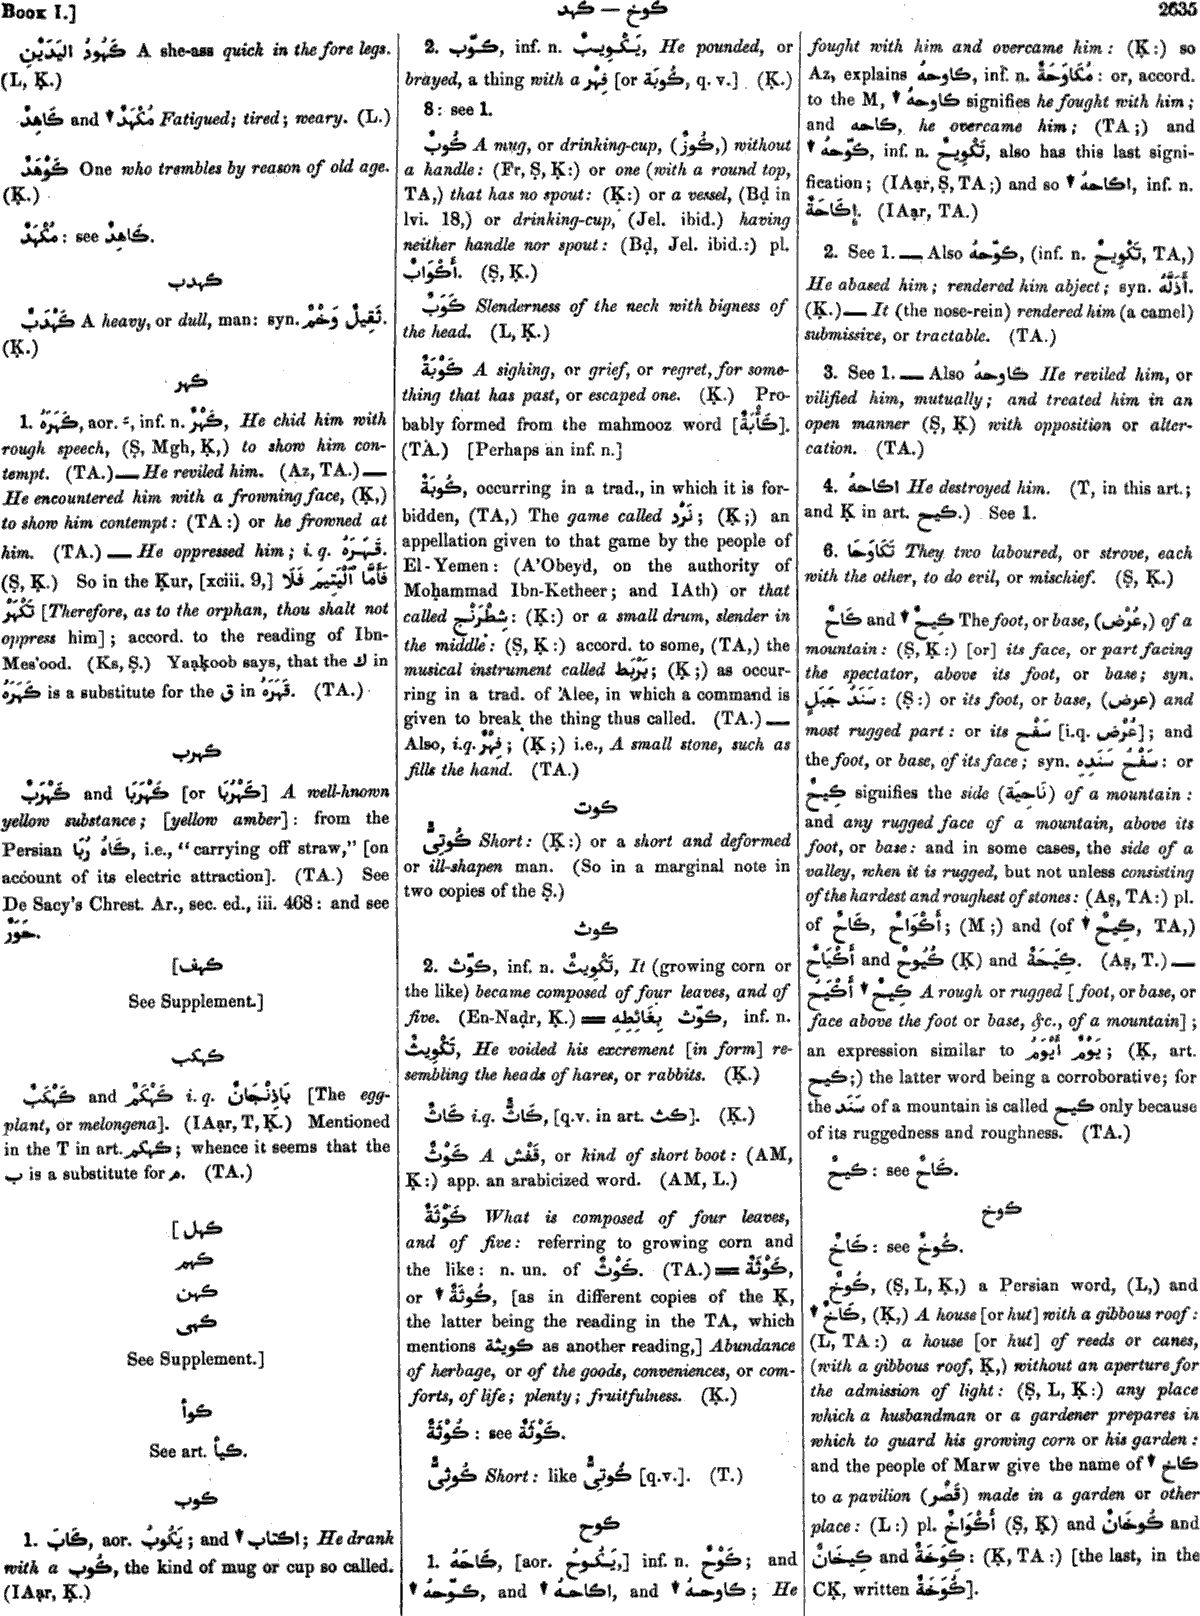 Book I.]
كهد — كوخ
2635
كَهُودُ اليَدَيْنِ A she-ass quick in the fore legs.
(L, Ḳ.)
كَاهِدٌ and ↓ مُكْهَدٌ Fatigued; tired; weary. (L.)
كَوْهَدٌ One who trembles by reason of old age.
(Ḳ.)
مُكْهَدٌ: see كَاهِدٌ.
كهدب
كَهْدَبٌ A heavy, or dull, man: syn. ثَقِيلٌ وَخْمٌ.
(Ḳ.)
كهر
1. كَهَرَهُ, aor. ـَ, inf. n. كَهْرٌ, He chid him with
rough speech, (Ṣ, Mgh, Ḳ,) to show him con-
tempt. (TA.) — He reviled him. (Az, TA.) —
He encountered him with a frowning face, (Ḳ,)
to show him contempt: (TA:) or he frowned at
him. (TA.) — He oppressed him; i. q. قَهَرَهُ.
(Ṣ, Ḳ.) So in the Ḳur, [xciii. 9,] فَأَمَّا ٱلْيَتِيمَ فَلَا
تَكْهَرْ [Therefore, as to the orphan, thou shalt not
oppress him]; accord. to the reading of Ibn-
Mes'ood. (Ks, Ṣ.) Yaaḳoob says, that the ك in
كَهَرَهُ is a substitute for the ق in قَهَرَهُ. (TA.)
كهرب
كَهْرَبٌ and كَهْرَبَا [or كَهْرُبَا] A well-known
yellow substance; [yellow amber]: from the
Persian كَاهْ رُبَا, i.e., "carrying off straw," [on
account of its electric attraction]. (TA.) See
De Sacy's Chrest. Ar., sec. ed., iii. 468: and see
حَوَرٌ.
كهف]
See Supplement.]
كهكب
كَهْكَبٌ and كَهْكَمٌ i. q. بَاذِنْجَانٌ [The egg-
plant, or melongena]. (IAạr, T, Ḳ.) Mentioned
in the T in art. كهكم; whence it seems that the
ب is a substitute for م. (TA.)
كهل]
كهم
كهن
كهى
See Supplement.]
كوأ
See art. كيأ.
كوب
1. كَابَ, aor. يَكُوبُ; and ↓ اكتاب; He drank
with a كُوب, the kind of mug or cup so called.
(IAạr, Ḳ.)
2. كوّب, inf. n. يَكْوِيبٌ, He pounded, or
brayed, a thing with a فِهْر [or كُوبَة, q. v.] (Ḳ.)
8: see 1.
كُوبٌ A mug, or drinking-cup, (كُوزٌ,) without
a handle: (Fr, Ṣ, Ḳ:) or one (with a round top,
TA,) that has no spout: (Ḳ:) or a vessel, (Bḍ in
lvi. 18,) or drinking-cup, (Jel. ibid.) having
neither handle nor spout: (Bḍ, Jel. ibid.:) pl.
أَكْوَابٌ. (Ṣ, Ḳ.)
كَوَبٌ Slenderness of the neck with bigness of
the head. (L, Ḳ.)
كَوْبَةٌ A sighing, or grief, or regret, for some-
thing that has past, or escaped one. (Ḳ.) Pro-
bably formed from the mahmooz word [كَأْبَةٌ].
(TA.) [Perhaps an inf. n.]
كُوبَةٌ, occurring in a trad., in which it is for-
bidden, (TA,) The game called نَرْد; (Ḳ;) an
appellation given to that game by the people of
El-Yemen: (A'Obeyd, on the authority of
Moḥammad Ibn-Ketheer; and IAth) or that
called شِطْرَنْج: (Ḳ:) or a small drum, slender in
the middle: (Ṣ, Ḳ:) accord. to some, (TA,) the
musical instrument called بَرْبَط; (Ḳ;) as occur-
ring in a trad. of 'Alee, in which a command is
given to break the thing thus called. (TA.) —
Also, i.q. فِهْرٌ; (Ḳ;) i.e., A small stone, such as
fills the hand. (TA.)
كوت
كُوتِىٌّ Short: (Ḳ:) or a short and deformed
or ill-shapen man. (So in a marginal note in
two copies of the Ṣ.)
كوث
2. كوّث, inf. n. تَكْوِيثٌ, It (growing corn or
the like) became composed of four leaves, and of
five. (En-Naḍr, Ḳ.) = كوّث بِغَائِطِهِ, inf. n.
تَكْوِيثٌ, He voided his excrement [in form] re-
sembling the heads of hares, or rabbits. (Ḳ.)
كَاثٌ i.q. كَاثٌّ, [q.v. in art. كث]. (Ḳ.)
كَوْثٌ A قَفْش, or kind of short boot: (AM,
Ḳ:) app. an arabicized word. (AM, L.)
كَوْثَةٌ What is composed of four leaves,
and of five: referring to growing corn and
the like: n. un. of كَوْثٌ. (TA.) = كَوْثَةٌ,
or ↓ كُوثَةٌ, [as in different copies of the Ḳ,
the latter being the reading in the TA, which
mentions كويثة as another reading,] Abundance
of herbage, or of the goods, conveniences, or com-
forts, of life; plenty; fruitfulness. (Ḳ.)
كُوْثَةٌ: see كَوْثَةٌ.
كُوثِىٌّ Short: like كُوتِىٌّ [q.v.]. (T.)
كوح
1. كَاحَهُ, [aor. يَكُوحُ,] inf. n. كَوْحٌ; and
↓ كوّحهُ, and ↓ اكاحهُ, and ↓ كاوحهُ; He
fought with him and overcame him: (Ḳ:) so
Az, explains كاوحهُ, inf. n. مُكَاوَحَةٌ: or, accord.
to the M, ↓ كاوحهُ signifies he fought with him;
and كاحه, he overcame him; (TA;) and
↓ كوّحهُ, inf. n. تَكْوِيحٌ, also has this last signi-
fication; (IAạr, Ṣ, TA;) and so ↓ اكاحهُ, inf. n.
إِكَاحَةٌ. (IAạr, TA.)
2. See 1. — Also كوّحهُ, (inf. n. تَكْوِيحٌ, TA,)
He abased him; rendered him abject; syn. أَذَلَّهُ.
(Ḳ.) — It (the nose-rein) rendered him (a camel)
submissive, or tractable. (TA.)
3. See 1. — Also كاوحهُ He reviled him, or
vilified him, mutually; and treated him in an
open manner (Ṣ, Ḳ) with opposition or alter-
cation. (TA.)
4. اكاحهُ He destroyed him. (T, in this art.;
and Ḳ in art. كيح.) See 1.
6. تَكَاوَحَا They two laboured, or strove, each
with the other, to do evil, or mischief. (Ṣ, Ḳ.)
كَاحٌ and ↓ كِيحٌ The foot, or base, (عُرْض,) of a
mountain: (Ṣ, Ḳ:) [or] its face, or part facing
the spectator, above its foot, or base; syn.
سَنَدُ جَبَلٍ: (Ṣ:) or its foot, or base, (عرض) and
most rugged part: or its سَفْح [i.q. عُرْض]; and
the foot, or base, of its face; syn. سَفْحُ سَنَدِهِ: or
كِيحٌ signifies the side (نَاحِيَة) of a mountain:
and any rugged face of a mountain, above its
foot, or base: and in some cases, the side of a
valley, when it is rugged, but not unless consisting
of the hardest and roughest of stones: (Aṣ, TA:) pl.
of كَاحٌ, أَكْوَاحٌ; (M;) and (of ↓ كِيحٌ, TA,)
أَكْيَاحٌ and كُيُوحٌ (Ḳ) and كِيَحَةٌ. (Aṣ, T.) —
كِيحٌ ↓ أَكْيَحُ A rough or rugged [foot, or base, or
face above the foot or base, &c., of a mountain];
an expression similar to يَوْمٌ أَيْوَمُ; (Ḳ, art.
كيح;) the latter word being a corroborative; for
the سَنَد of a mountain is called كيح only because
of its ruggedness and roughness. (TA.)
كيحٌ: see كَاحٌ.
كوخ
كَاخٌ: see كُوخٌ.
كُوخٌ, (Ṣ, L, Ḳ,) a Persian word, (L,) and
↓ كَاخٌ, (Ḳ,) A house [or hut] with a gibbous roof:
(L, TA:) a house [or hut] of reeds or canes,
(with a gibbous roof, Ḳ,) without an aperture for
the admission of light: (Ṣ, L, Ḳ:) any place
which a husbandman or a gardener prepares in
which to guard his growing corn or his garden:
and the people of Marw give the name of ↓ كاخ
to a pavilion (قَصْر) made in a garden or other
place: (L:) pl. أَكْوَاخٌ (Ṣ, Ḳ) and كُوخَانٌ and
كِيخَانٌ and كِوَخَةٌ: (Ḳ, TA:) [the last, in the
CḲ, written كُوَخَةٌ].